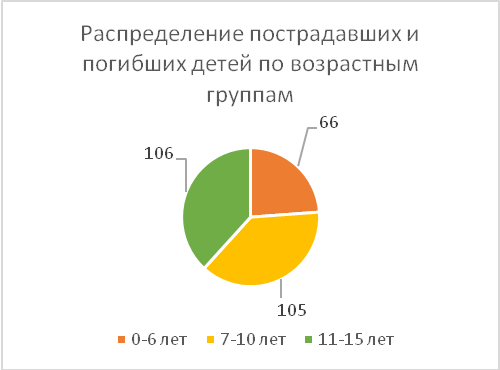 Распределение пострадавших и
погибших детей по возрастным
группам
66
106
105
0-6 лет 7-10 лет 11-15 лет